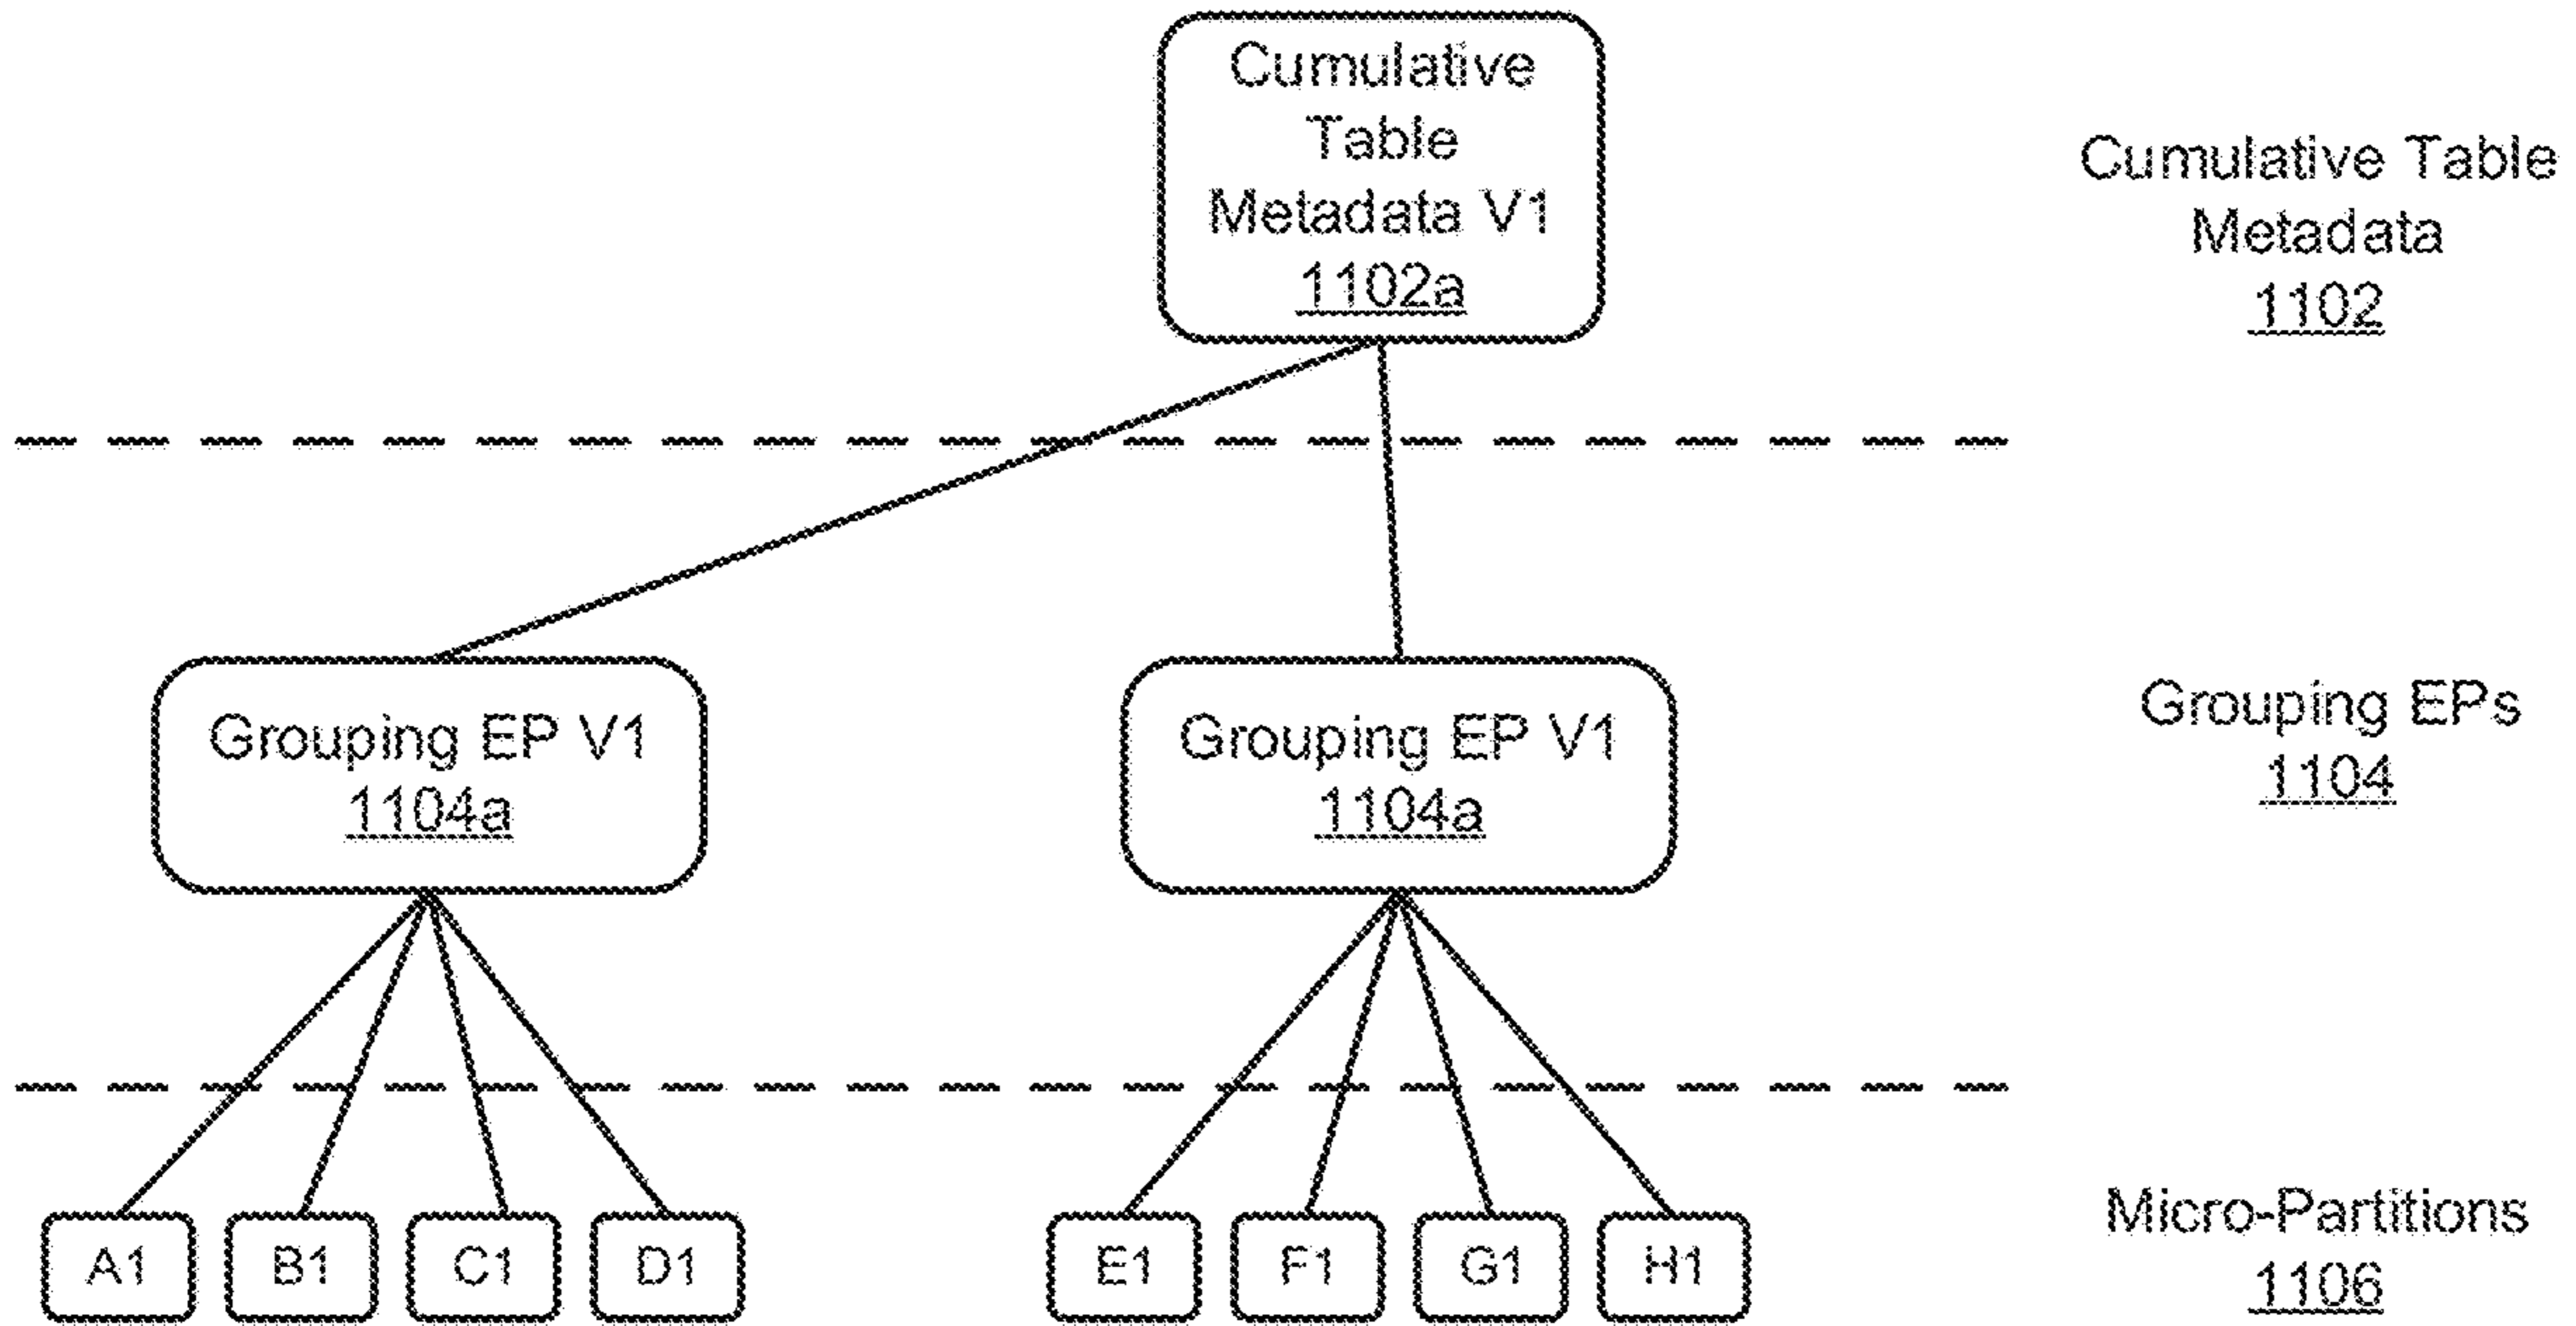 Cumulative
Table
Metadata V1
1102a
Cumulative Table
Metadata
1102
Grouping EP V1
1104a
Grouping EP V1
1104a
Grouping EPs
1104
A1
B1
C1
D1
E1
F1
G1
H1
Micro-Partitions
1106